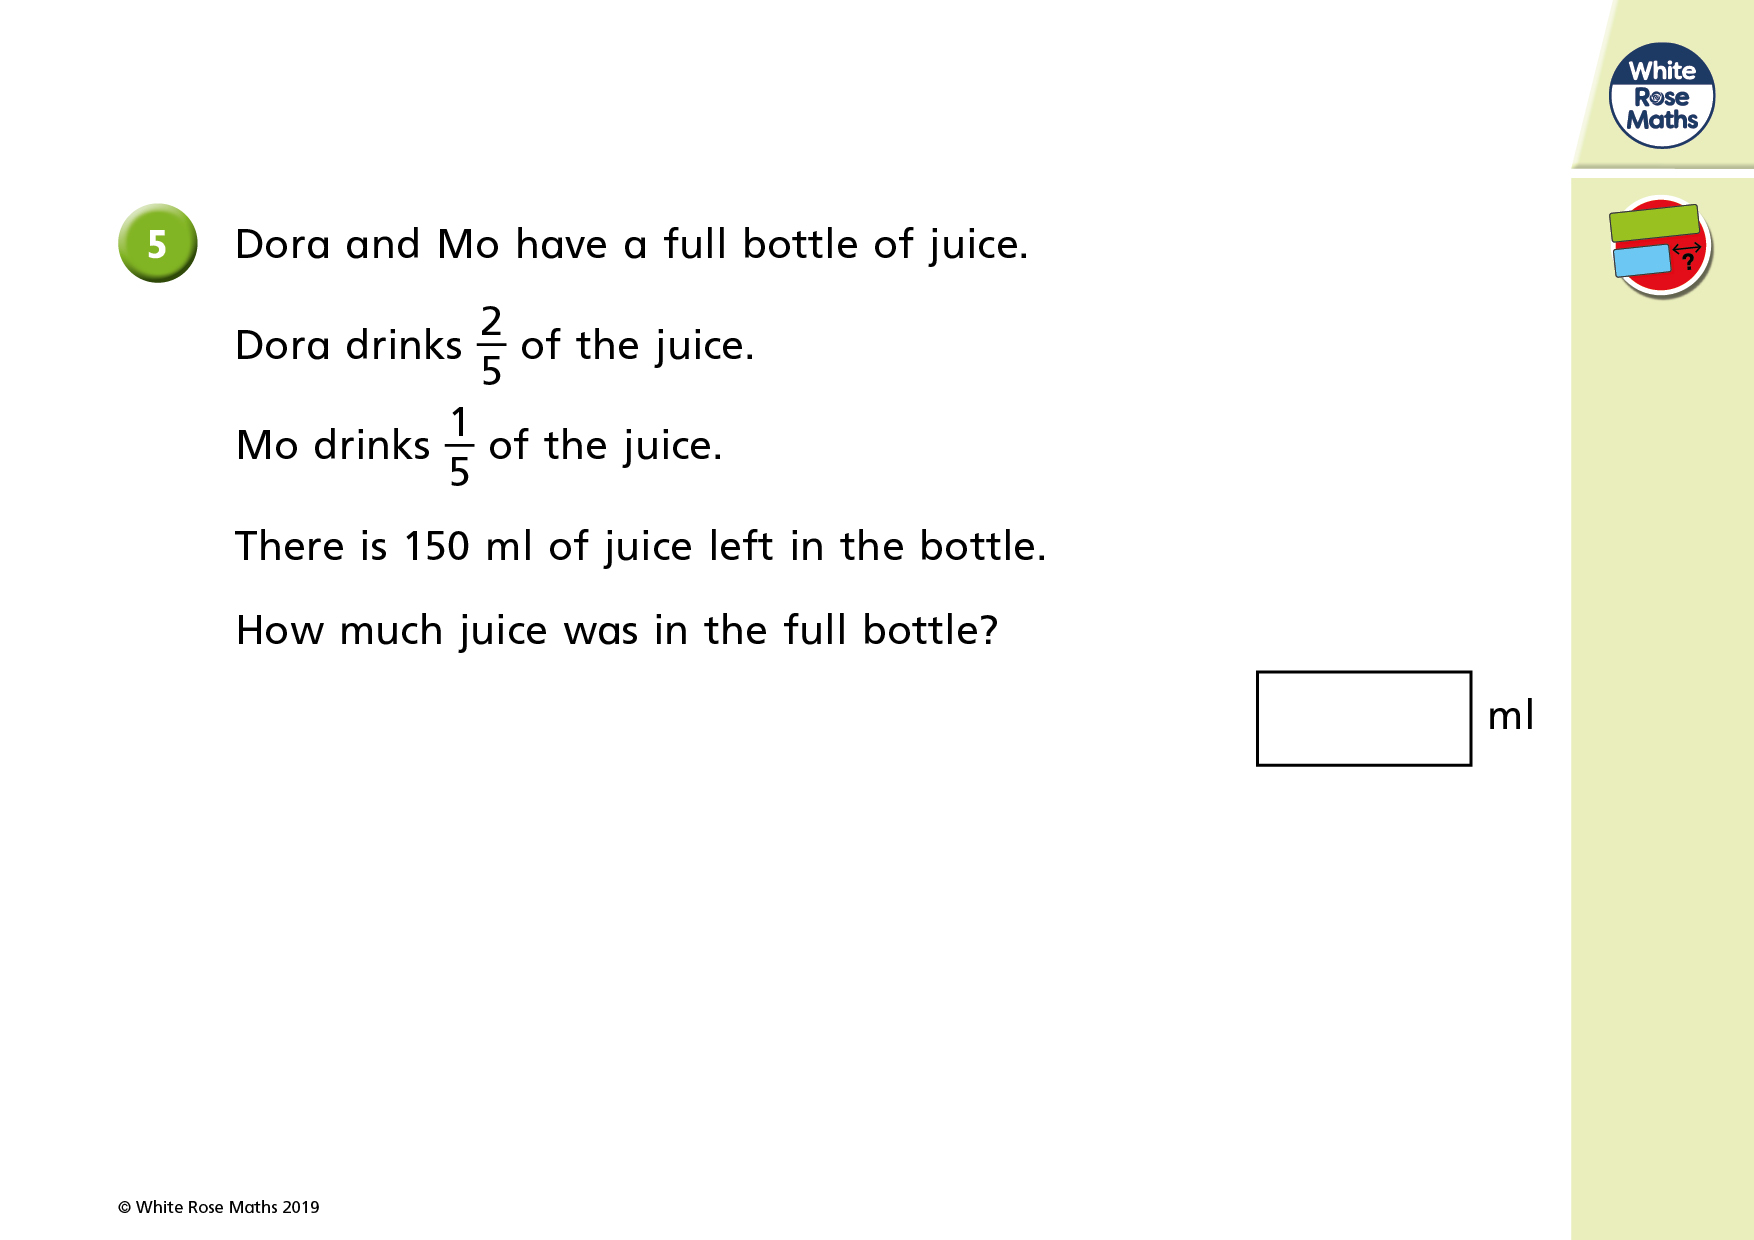 White
Rose
Maths
5 Dora and Mo have a full bottle of juice.
Dora drinks 2/5 of the juice.
Mo drinks 1/5 of the juice.
There is 150 ml of juice left in the bottle.
How much juice was in the full bottle?
ml
?
© White Rose Maths 2019